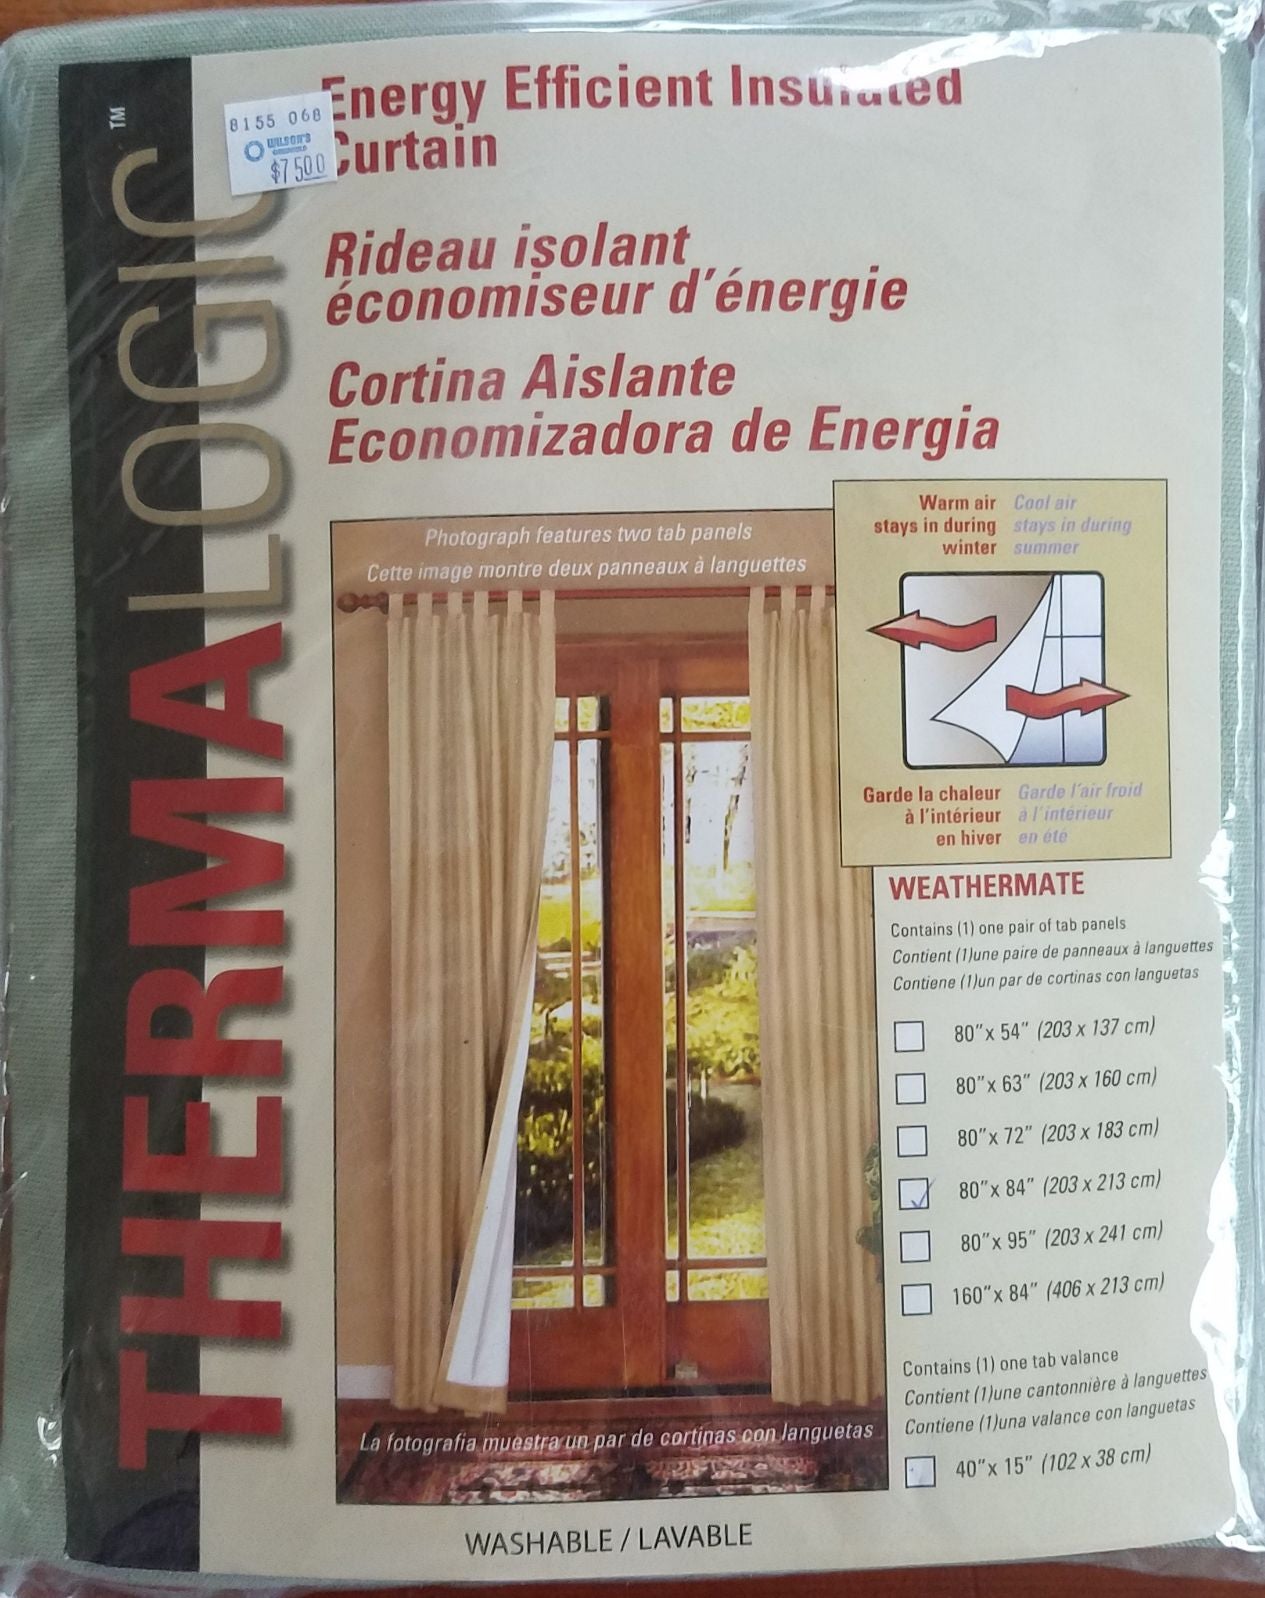 8155 068
WILSON'S
$75.00
THERMALOGIC™
Energy Efficient Insulated
Curtain
Rideau isolant
économiseur d'énergie
Cortina Aislante
Economizadora de Energia
Photograph features two tab panels
Cette image montre deux panneaux à languettes
Warm air
stays in during
winter
Cool air
stays in during
summer
Garde la chaleur
à l'intérieur
en hiver
Garde l'air froid
à l'intérieur
en été
WEATHERMATE
Contains (1) one pair of tab panels
Contient (1)une paire de panneaux à languettes
Contiene (1)un par de cortinas con languetas
80"x 54" (203 x 137 cm)
80"x 63" (203 x 160 cm)
80"x 72" (203 x 183 cm)
80"x 84" (203 x 213 cm)
80"x 95" (203 x 241 cm)
160"x 84" (406 x 213 cm)
Contains (1) one tab valance
Contient (1)une cantonnière à languettes
Contiene (1)una valance con languetas
40"x 15" (102 x 38 cm)
La fotografia muestra un par de cortinas con languetas
WASHABLE / LAVABLE